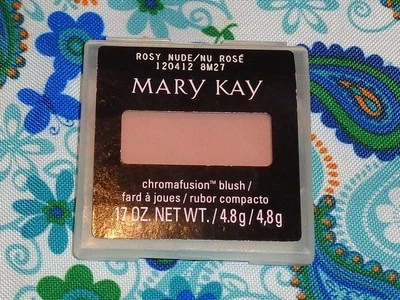 ROSY NUDE/NU ROSÉ
120412 8M27
MARY KAY
chromafusion™ blush /
fard à joues / rubor compacto
.17 OZ. NET WT. / 4.8g / 4,8g